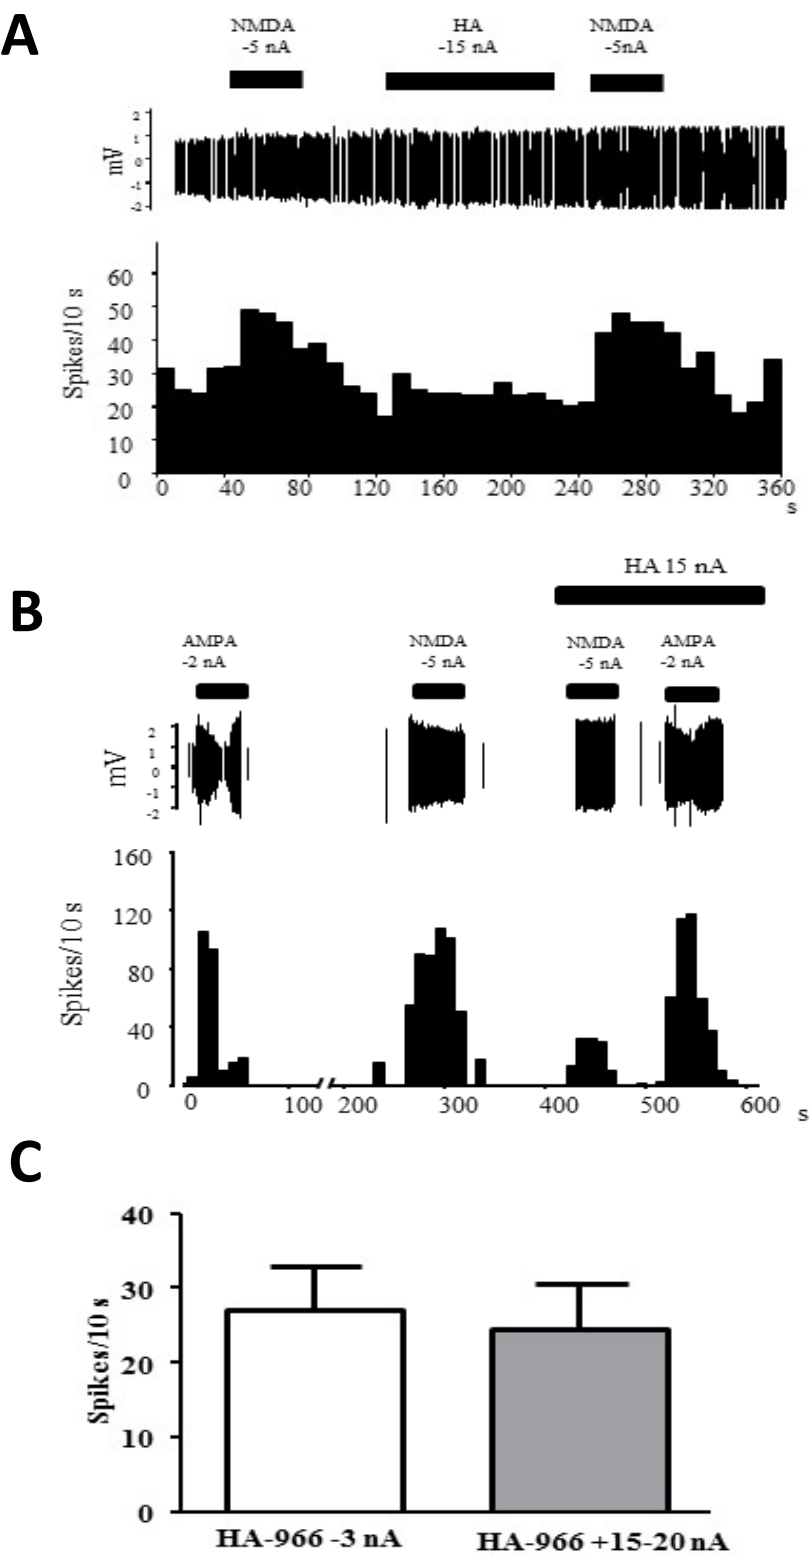 A
NMDA
-5 nA
HA
-15 nA
NMDA
-5nA
mV
2
1
0
-1
-2
Spikes/10 s
60
50
40
30
20
10
0
0 40 80 120 160 200 240 280 320 360
s
B
HA 15 nA
AMPA
-2 nA
NMDA
-5 nA
NMDA
-5 nA
AMPA
-2 nA
mV
2
1
0
-1
-2
Spikes/10 s
160
120
80
40
0
0 100 200 300 400 500 600
s
C
Spikes/10 s
40
30
20
10
0
HA-966 -3 nA HA-966 +15-20 nA